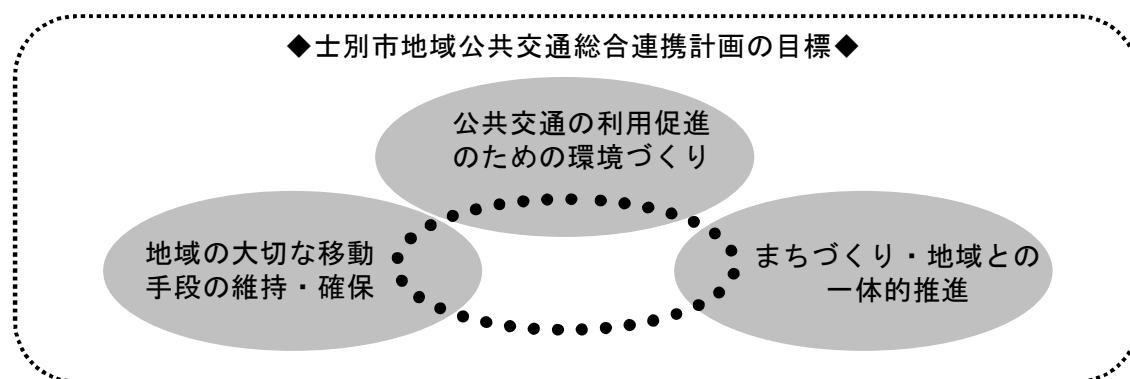 ◆士別市地域公共交通総合連携計画の目標◆
公共交通の利用促進
のための環境づくり
地域の大切な移動
手段の維持・確保
まちづくり・地域との
一体的推進